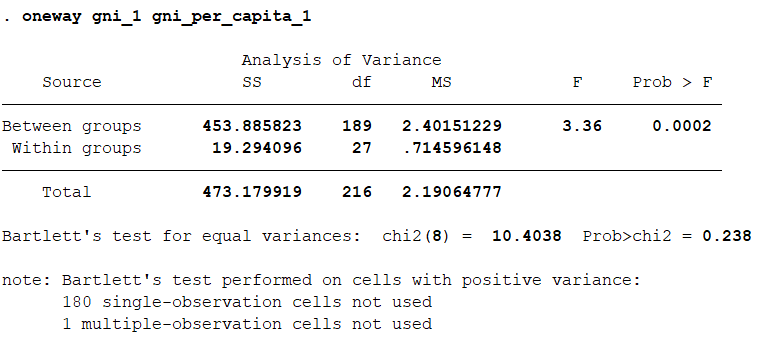 . oneway gni_1 gni_per_capita_1
Analysis of Variance
Source SS df MS F Prob > F
Between groups 453.885823 189 2.40151229 3.36 0.0002
Within groups 19.294096 27 .714596148
Total 473.179919 216 2.19064777
Bartlett's test for equal variances: chi2(8) = 10.4038 Prob>chi2 = 0.238
note: Bartlett's test performed on cells with positive variance:
180 single-observation cells not used
1 multiple-observation cells not used